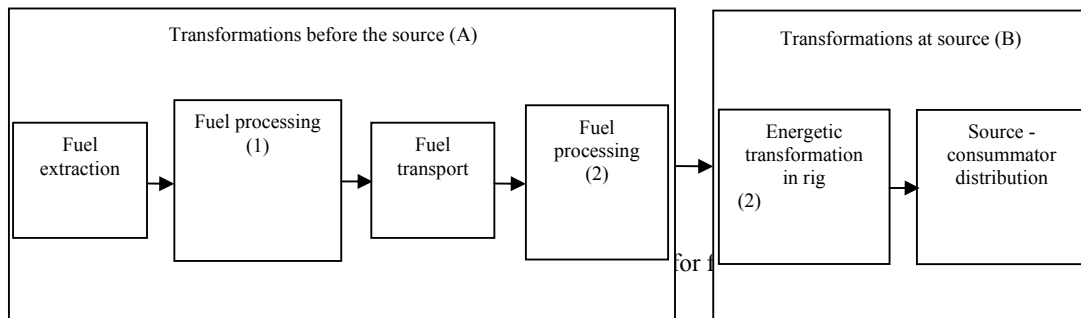 Transformations before the source (A)
Fuel
extraction
Fuel processing
(1)
Fuel
transport
Fuel
processing
(2)
Transformations at source (B)
Energetic
transformation
in rig
(2)
Source -
consummator
distribution
for